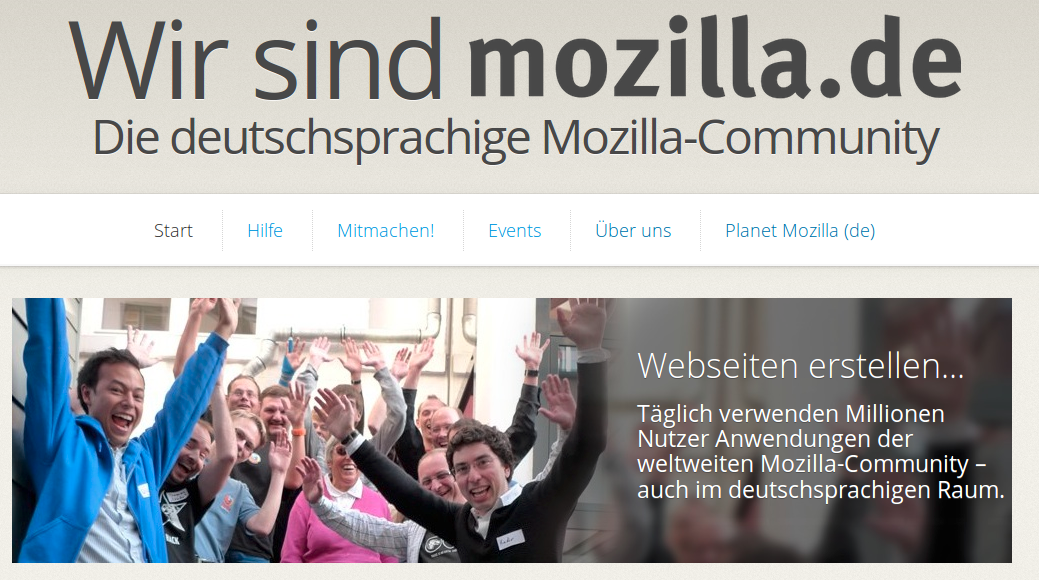 Wir sind mozilla.de
Die deutschsprachige Mozilla-Community
Start
Hilfe
Mitmachen!
Events
Über uns
Planet Mozilla (de)
Webseiten erstellen...
Täglich verwenden Millionen
Nutzer Anwendungen der
weltweiten Mozilla-Community –
auch im deutschsprachigen Raum.